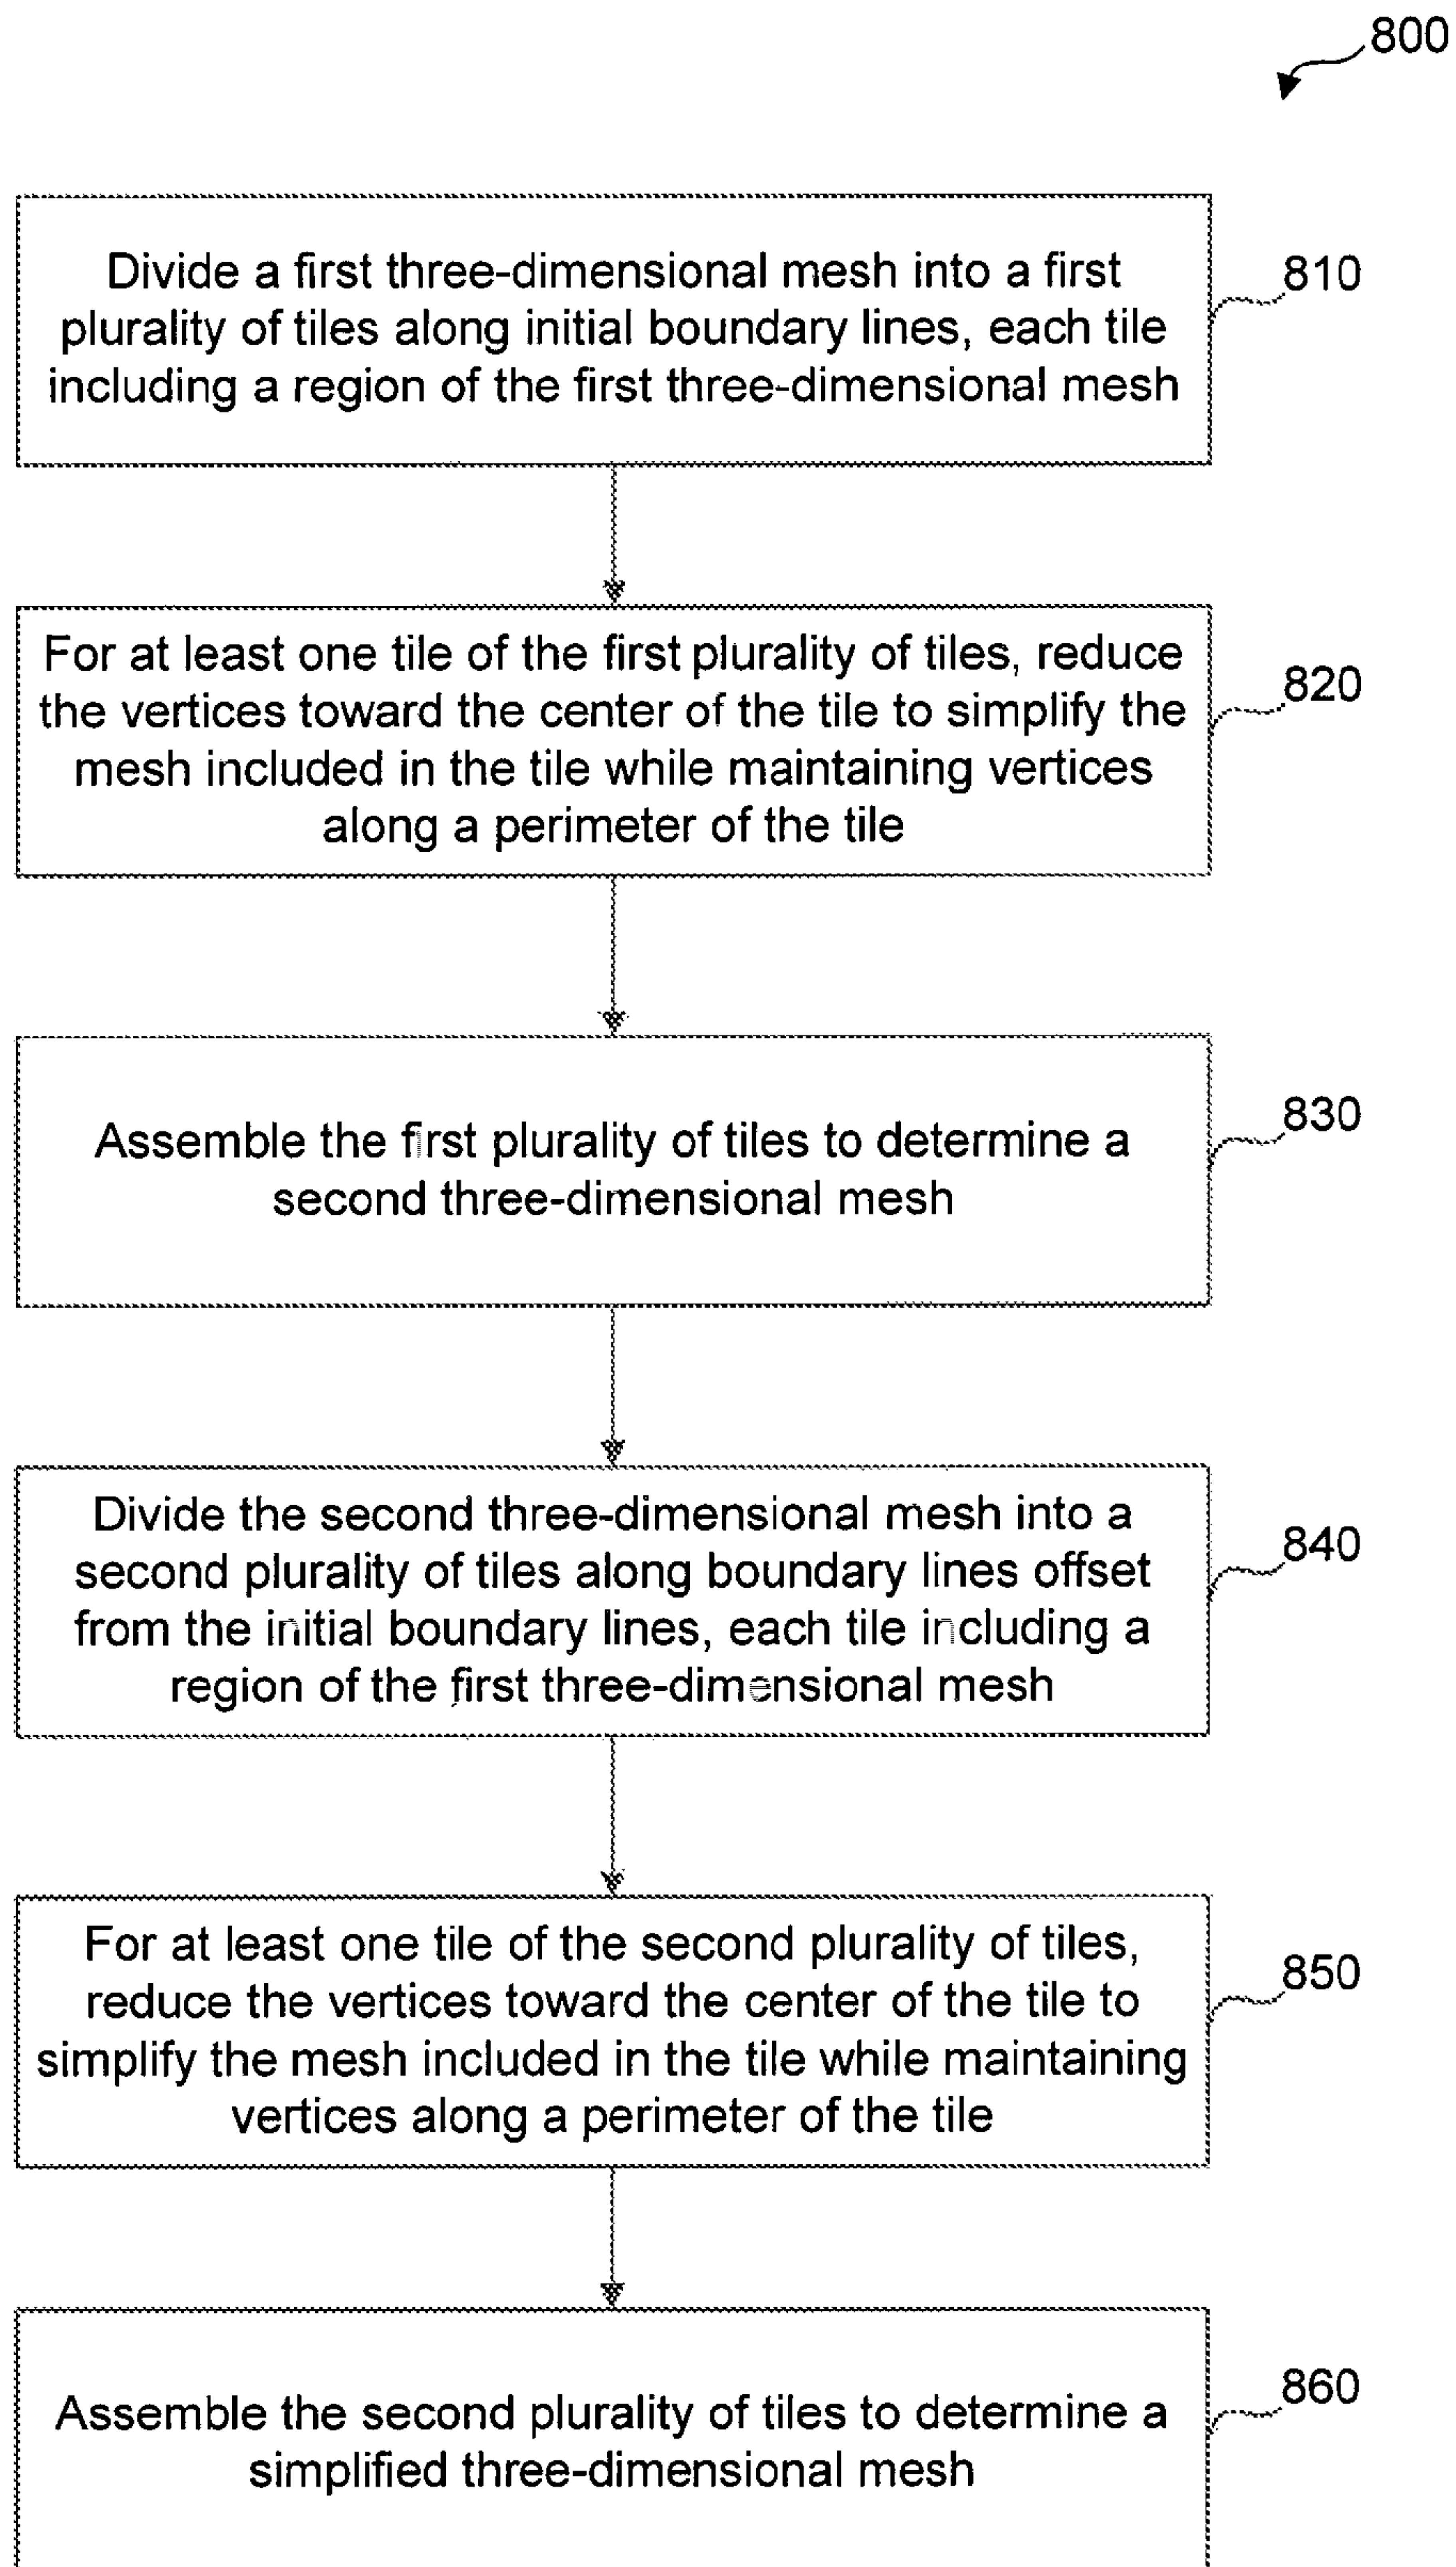 800
Divide a first three-dimensional mesh into a first
plurality of tiles along initial boundary lines, each tile
including a region of the first three-dimensional mesh
810
For at least one tile of the first plurality of tiles, reduce
the vertices toward the center of the tile to simplify the
mesh included in the tile while maintaining vertices
along a perimeter of the tile
820
Assemble the first plurality of tiles to determine a
second three-dimensional mesh
830
Divide the second three-dimensional mesh into a
second plurality of tiles along boundary lines offset
from the initial boundary lines, each tile including a
region of the first three-dimensional mesh
840
For at least one tile of the second plurality of tiles,
reduce the vertices toward the center of the tile to
simplify the mesh included in the tile while maintaining
vertices along a perimeter of the tile
850
Assemble the second plurality of tiles to determine a
simplified three-dimensional mesh
860